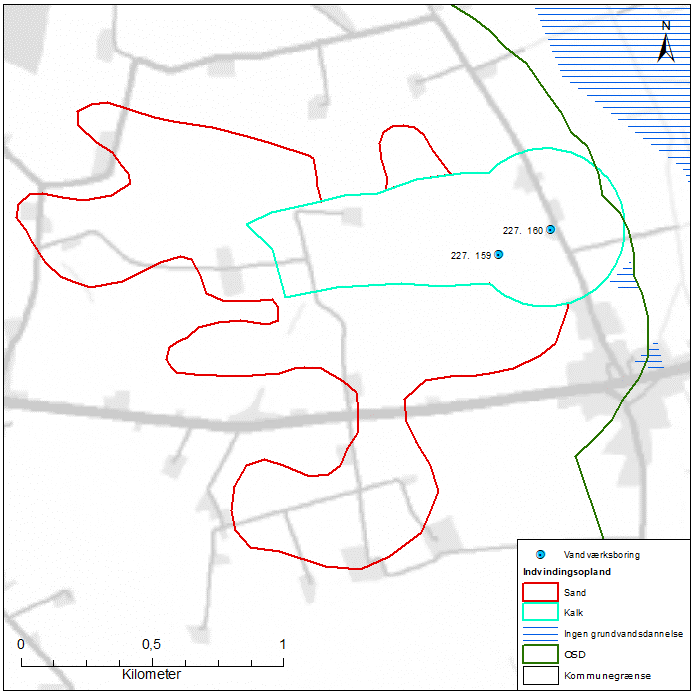 N
227. 160
227. 159
Vandværksboring
Indvindingsopland
Sand
Kalk
Ingen grundvandsdannelse
OSD
Kommunegrænse
0 0,5 1
Kilometer